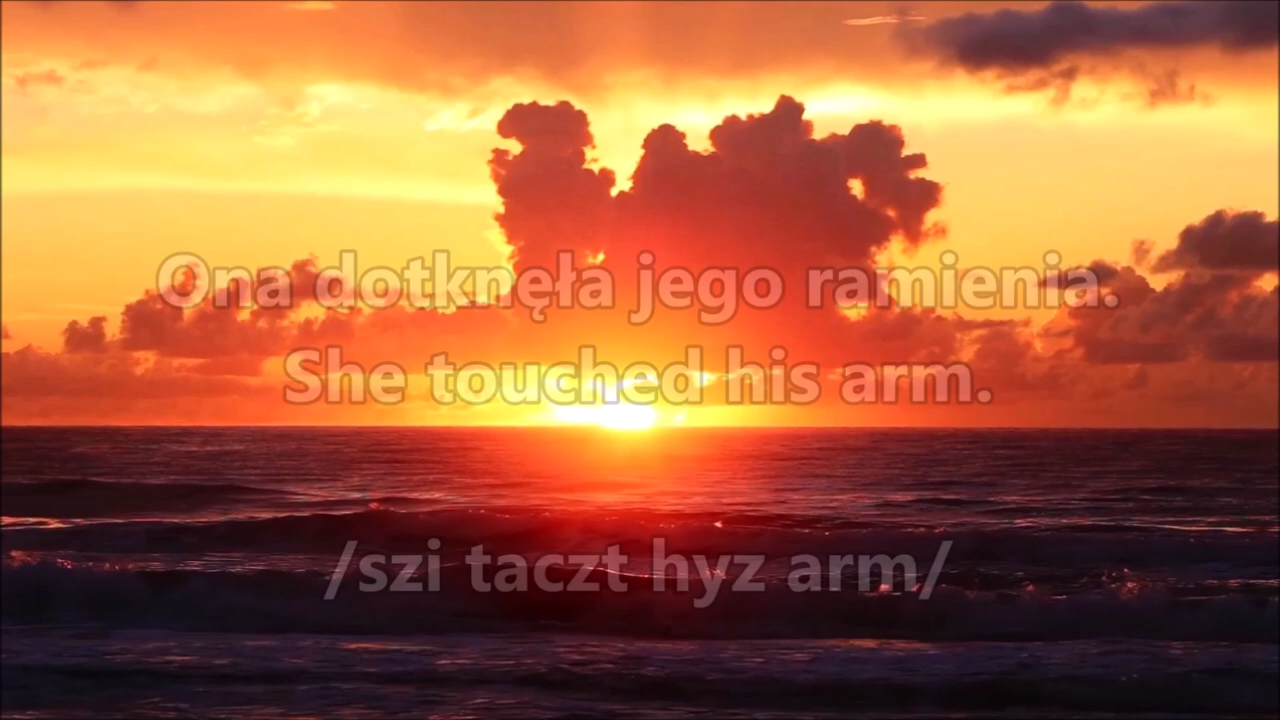 Ona dotknęła jego ramienia.
She touched his arm.
/szi taczt hyz arm/